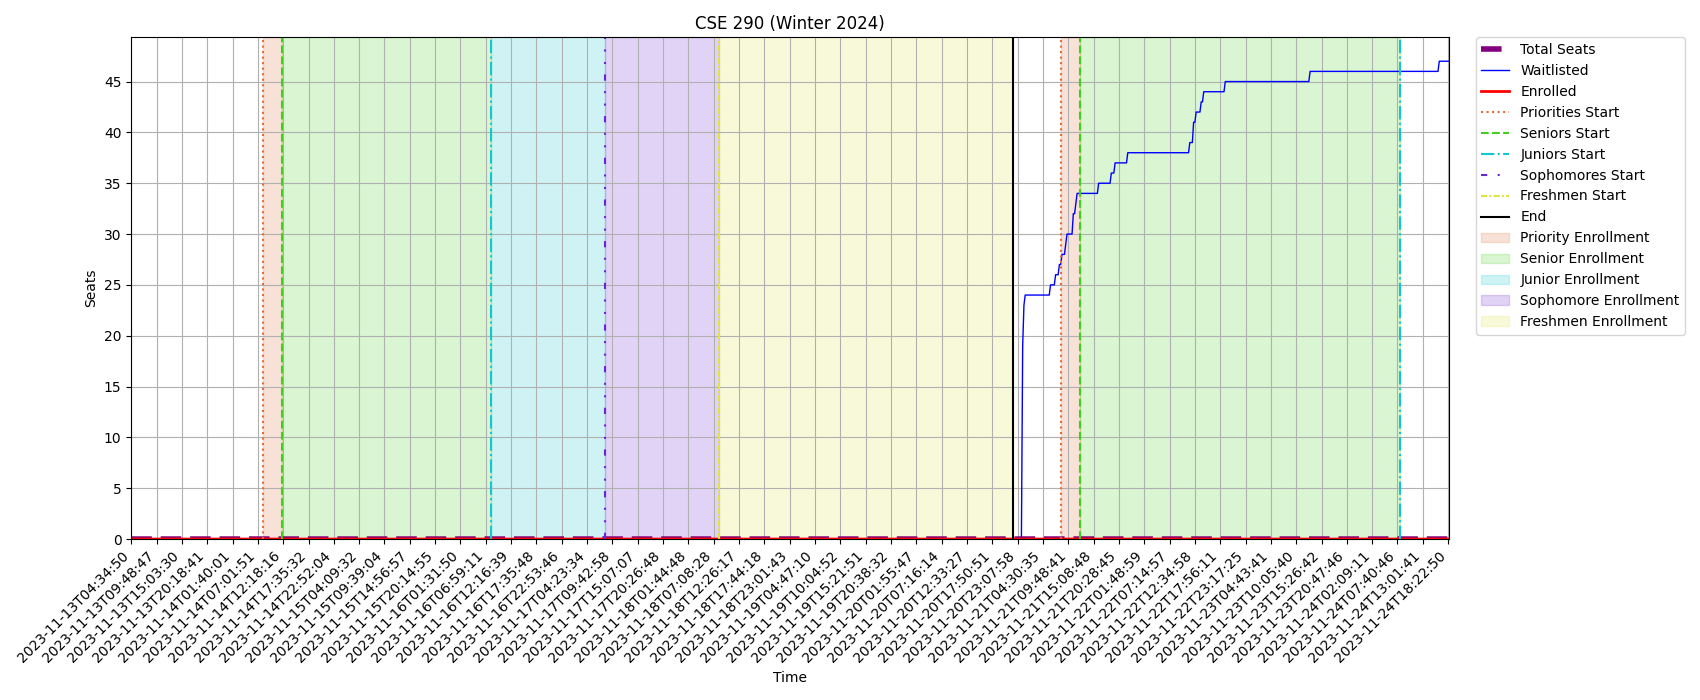 CSE 290 (Winter 2024)
Seats
45
40
35
30
25
20
15
10
5
0
2023-11-13T04:34:50
2023-11-13T09:48:47
2023-11-13T15:03:30
2023-11-13T20:18:41
2023-11-14T01:40:01
2023-11-14T07:01:51
2023-11-14T12:18:16
2023-11-14T17:35:32
2023-11-14T22:52:04
2023-11-15T04:09:32
2023-11-15T09:39:04
2023-11-15T14:56:57
2023-11-15T20:14:55
2023-11-16T01:31:50
2023-11-16T06:59:11
2023-11-16T12:16:39
2023-11-16T17:35:48
2023-11-16T22:53:46
2023-11-17T04:23:34
2023-11-17T09:42:58
2023-11-17T15:07:07
2023-11-17T20:26:48
2023-11-18T01:44:48
2023-11-18T07:08:28
2023-11-18T12:26:17
2023-11-18T17:44:18
2023-11-18T23:01:43
2023-11-19T04:47:10
2023-11-19T10:04:52
2023-11-19T15:21:51
2023-11-19T20:38:32
2023-11-20T01:55:47
2023-11-20T07:16:14
2023-11-20T12:33:27
2023-11-20T17:50:51
2023-11-20T23:07:58
2023-11-21T04:30:35
2023-11-21T09:48:41
2023-11-21T15:08:48
2023-11-21T20:28:45
2023-11-22T01:48:59
2023-11-22T07:14:57
2023-11-22T12:34:58
2023-11-22T17:56:11
2023-11-22T23:17:25
2023-11-23T04:43:41
2023-11-23T10:05:40
2023-11-23T15:26:42
2023-11-23T20:47:46
2023-11-24T02:09:11
2023-11-24T07:40:46
2023-11-24T13:01:41
2023-11-24T18:22:50
Time
Total Seats
Waitlisted
Enrolled
Priorities Start
Seniors Start
Juniors Start
Sophomores Start
Freshmen Start
End
Priority Enrollment
Senior Enrollment
Junior Enrollment
Sophomore Enrollment
Freshmen Enrollment